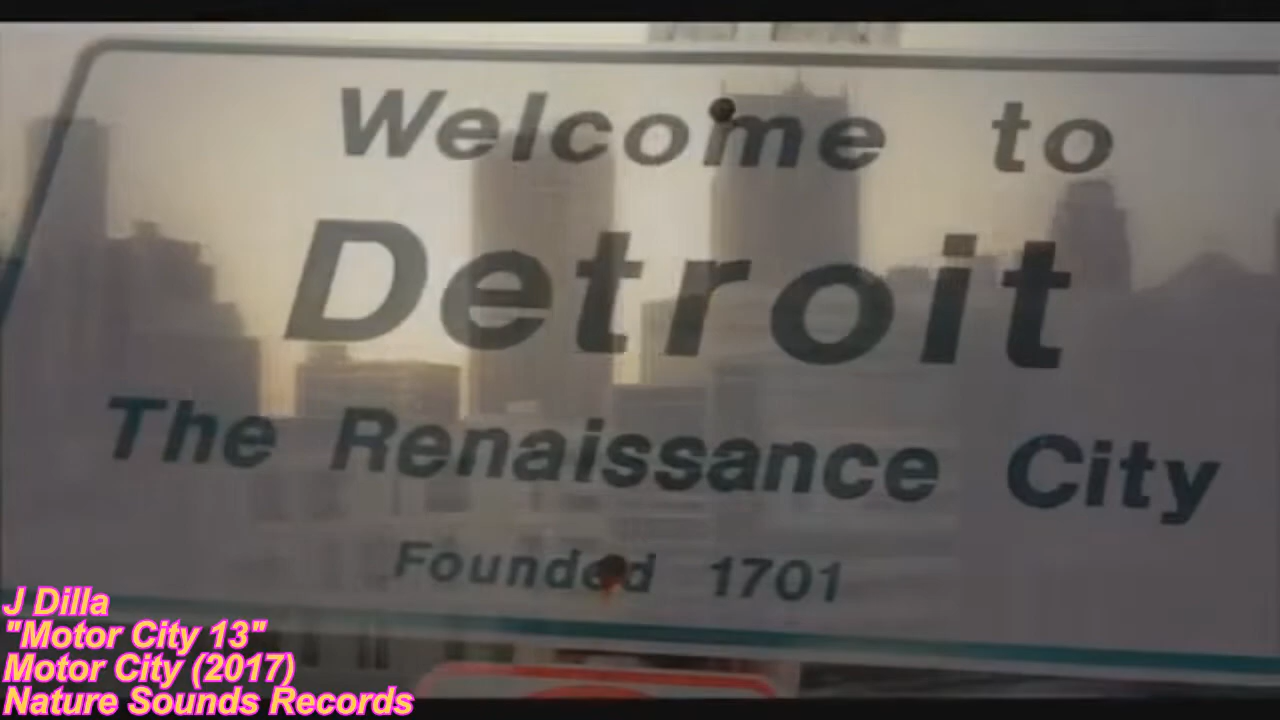 Welcome to
Detroit
The Renaissance City
Founded 1701
J Dilla
"Motor City 13"
Motor City (2017)
Nature Sounds Records